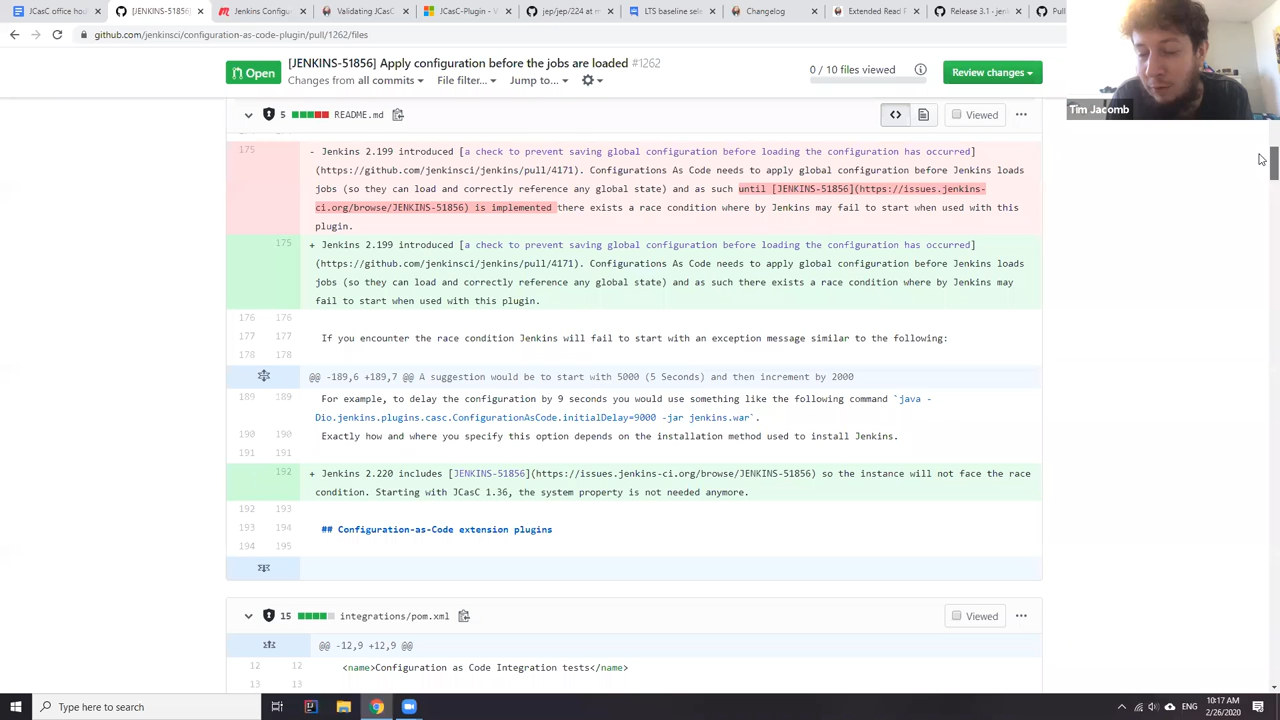 JCasC office hou
[JENKINS-51856]
Jenkins Configu
Validating JCasC
JCasC-Plugin - V
jep/jep/224 at m
LTS baseline sele
Changelog
Extended Read P
Release 3.1 · jenk
Pull
github.com/jenkinsci/configuration-as-code-plugin/pull/1262/files
Open
[JENKINS-51856] Apply configuration before the jobs are loaded #1262
Changes from all commits
File filter...
Jump to...
0 / 10 files viewed
Review changes
Tim Jacomb
5
README.md
Viewed
175 - Jenkins 2.199 introduced [a check to prevent saving global configuration before loading the configuration has occurred]
(https://github.com/jenkinsci/jenkins/pull/4171). Configurations As Code needs to apply global configuration before Jenkins loads
jobs (so they can load and correctly reference any global state) and as such until [JENKINS-51856](https://issues.jenkins-
ci.org/browse/JENKINS-51856) is implemented there exists a race condition where by Jenkins may fail to start when used with this
plugin.
175 + Jenkins 2.199 introduced [a check to prevent saving global configuration before loading the configuration has occurred]
(https://github.com/jenkinsci/jenkins/pull/4171). Configurations As Code needs to apply global configuration before Jenkins loads
jobs (so they can load and correctly reference any global state) and as such there exists a race condition where by Jenkins may
fail to start when used with this plugin.
176 176
177 177 If you encounter the race condition Jenkins will fail to start with an exception message similar to the following:
178 178
@@ -189,6 +189,7 @@ A suggestion would be to start with 5000 (5 Seconds) and then increment by 2000
189 189 For example, to delay the configuration by 9 seconds you would use something like the following command `java -
Dio.jenkins.plugins.casc.ConfigurationAsCode.initialDelay=9000 -jar jenkins.war`.
190 190 Exactly how and where you specify this option depends on the installation method used to install Jenkins.
191 191
192 + Jenkins 2.220 includes [JENKINS-51856](https://issues.jenkins-ci.org/browse/JENKINS-51856) so the instance will not face the race
condition. Starting with JCasC 1.36, the system property is not needed anymore.
192 193
193 194 ## Configuration-as-Code extension plugins
194 195
15
integrations/pom.xml
Viewed
@@ -12,9 +12,9 @@
12 12 <name>Configuration as Code Integration tests</name>
13 13
Type here to search
ENG
10:17 AM
2/26/2020